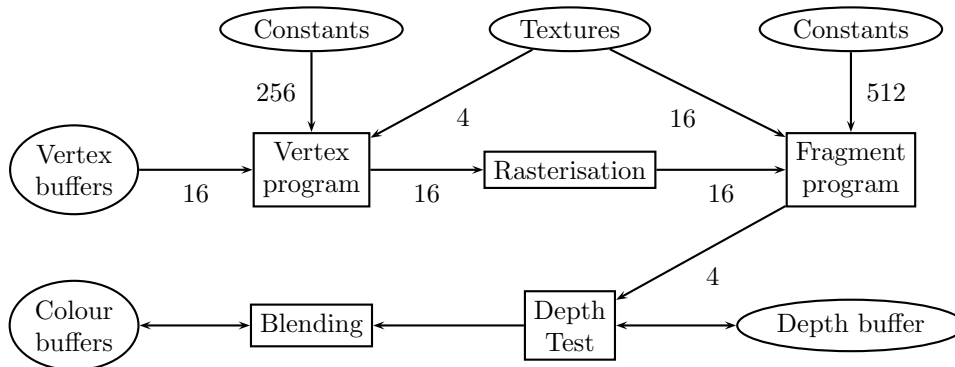 Constants
Textures
Constants
256
4
16
512
Vertex
buffers
16
Vertex
program
16
Rasterisation
16
Fragment
program
4
Colour
buffers
Blending
Depth
Test
Depth buffer